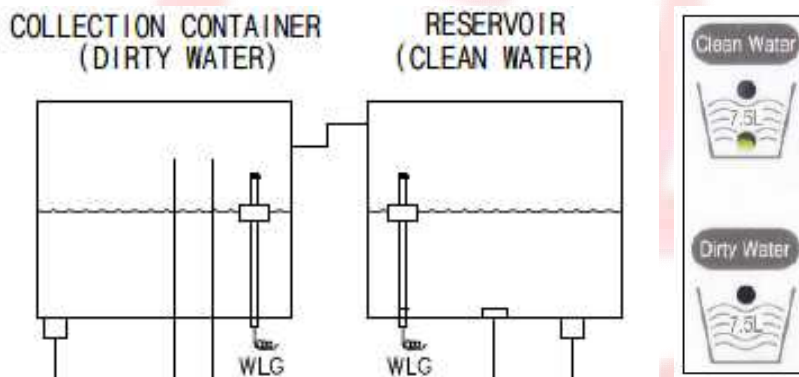 COLLECTION CONTAINER
(DIRTY WATER)
RESERVOIR
(CLEAN WATER)
WLG
WLG
Clean Water
7.5L
Dirty Water
7.5L